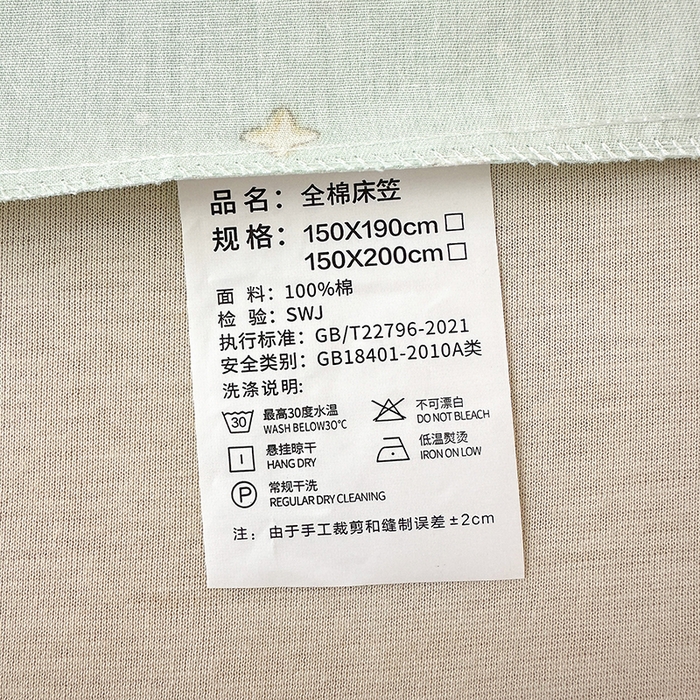 品名：全棉床笠
规格：150X190cm □
150X200cm □
面 料：100%棉
检 验：SWJ
执行标准：GB/T22796-2021
安全类别：GB18401-2010A类
洗涤说明:
30 最高30度水温
WASH BELOW30℃
不可漂白
DO NOT BLEACH
悬挂晾干
HANG DRY
低温熨烫
IRON ON LOW
P 常规干洗
REGULAR DRY CLEANING
注：由于手工裁剪和缝制误差±2cm